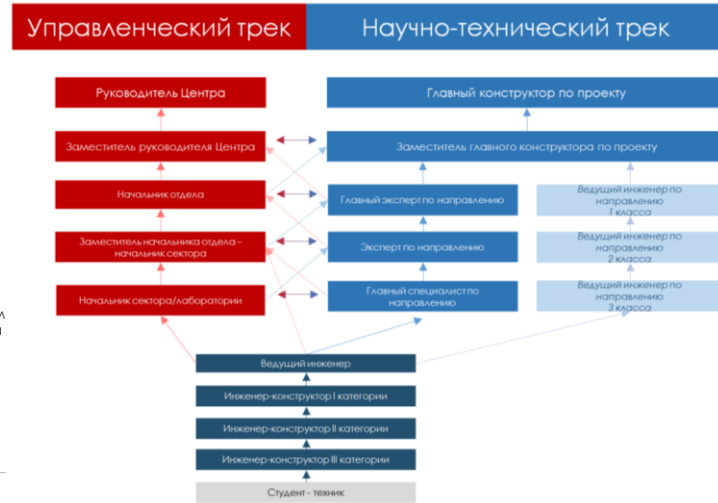 Управленческий трек
Научно-технический трек
Руководитель Центра
Главный конструктор по проекту
Заместитель руководителя Центра
Заместитель главного конструктора по проекту
Начальник отдела
Главный эксперт по направлению
Ведущий инженер по
направлению
1 класса
Заместитель начальника отдела –
начальник сектора
Эксперт по направлению
Ведущий инженер по
направлению
2 класса
Начальник сектора/лаборатории
Главный специалист по
направлению
Ведущий инженер по
направлению
3 класса
Ведущий инженер
Инженер-конструктор I категории
Инженер-конструктор II категории
Инженер-конструктор III категории
Студент - техник